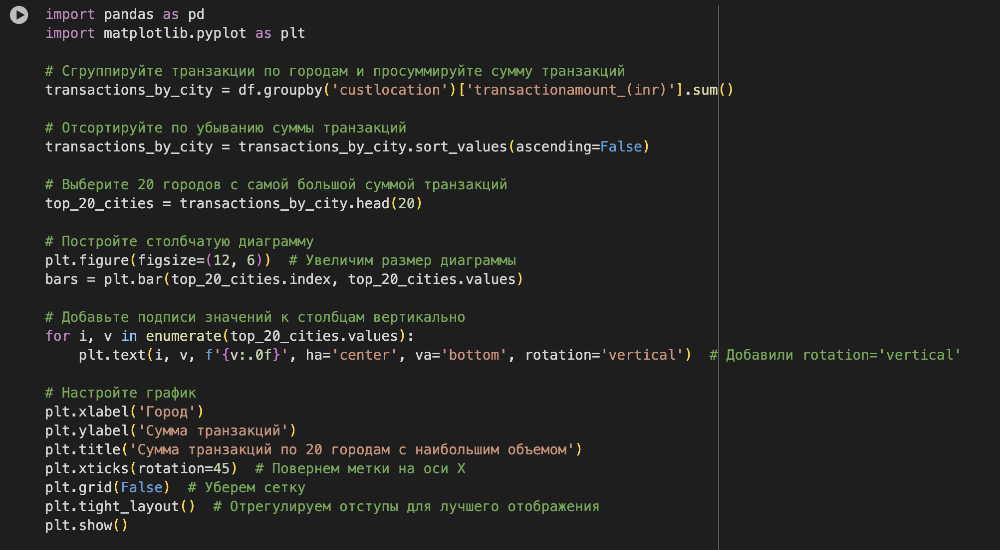 import pandas as pd
import matplotlib.pyplot as plt
# Сгруппируйте транзакции по городам и просуммируйте сумму транзакций
transactions_by_city = df.groupby('custlocation')['transactionamount_(inr)'].sum()
# Отсортируйте по убыванию суммы транзакций
transactions_by_city = transactions_by_city.sort_values(ascending=False)
# Выберите 20 городов с самой большой суммой транзакций
top_20_cities = transactions_by_city.head(20)
# Постройте столбчатую диаграмму
plt.figure(figsize=(12, 6))  # Увеличим размер диаграммы
bars = plt.bar(top_20_cities.index, top_20_cities.values)
# Добавьте подписи значений к столбцам вертикально
for i, v in enumerate(top_20_cities.values):
    plt.text(i, v, f'{v:.0f}', ha='center', va='bottom', rotation='vertical')  # Добавили rotation='vertical'
# Настройте график
plt.xlabel('Город')
plt.ylabel('Сумма транзакций')
plt.title('Сумма транзакций по 20 городам с наибольшим объемом')
plt.xticks(rotation=45)  # Повернем метки на оси X
plt.grid(False)  # Уберем сетку
plt.tight_layout()  # Отрегулируем отступы для лучшего отображения
plt.show()